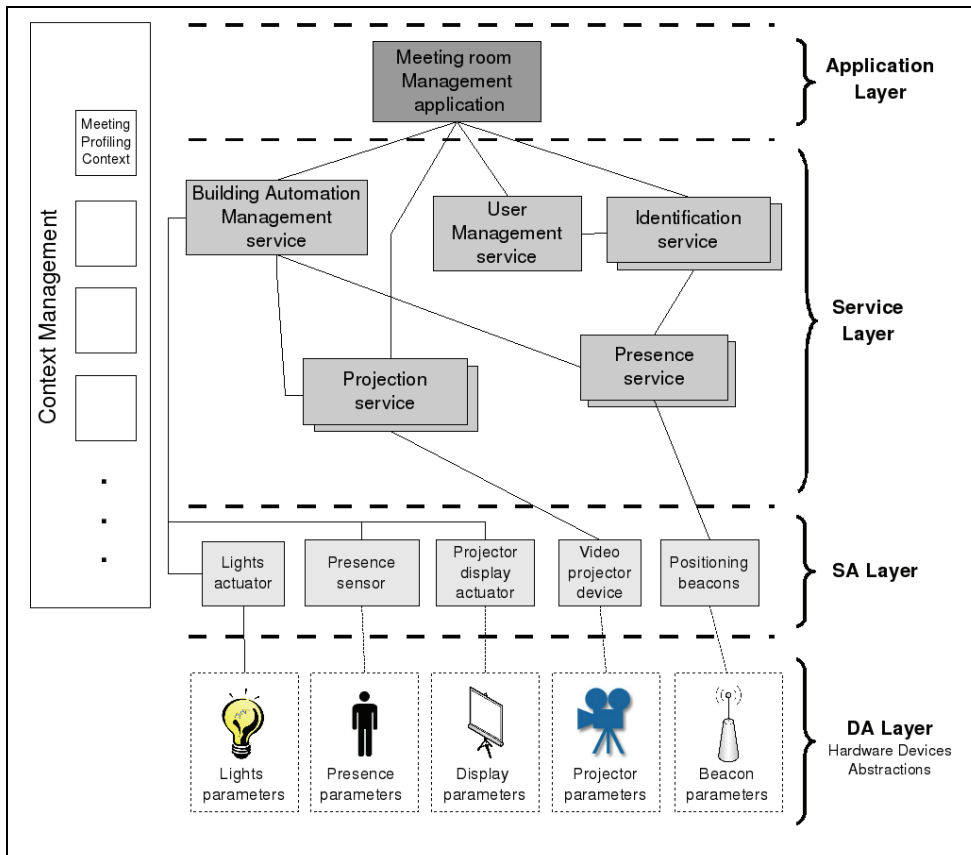 Meeting room
Management
application
Application
Layer
Meeting
Profiling
Context
Context Management
Building Automation
Management
service
User
Management
service
Identification
service
Service
Layer
Projection
service
Presence
service
Lights
actuator
Presence
sensor
Projector
display
actuator
Video
projector
device
Positioning
beacons
SA Layer
Lights
parameters
Presence
parameters
Display
parameters
Projector
parameters
Beacon
parameters
DA Layer
Hardware Devices
Abstractions